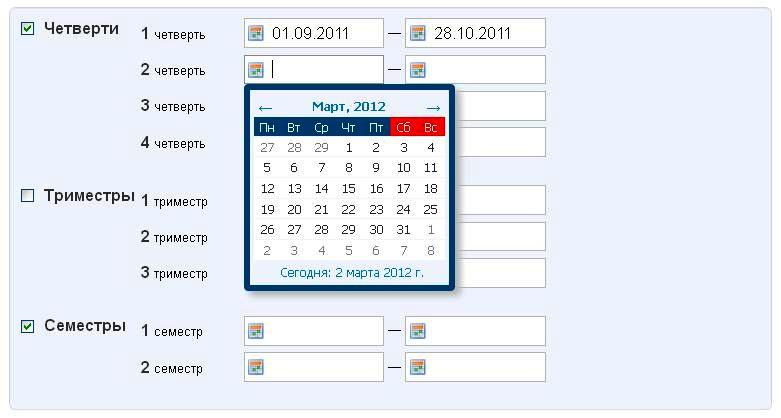 Четверти 1 четверть 01.09.2011 — 28.10.2011
2 четверть —
3 четверть
4 четверть
← Март, 2012 →
Пн Вт Ср Чт Пт Сб Вс
27 28 29 1 2 3 4
5 6 7 8 9 10 11
12 13 14 15 16 17 18
19 20 21 22 23 24 25
26 27 28 29 30 31 1
2 3 4 5 6 7 8
Сегодня: 2 марта 2012 г.
Триместры 1 триместр
2 триместр
3 триместр
Семестры 1 семестр —
2 семестр —